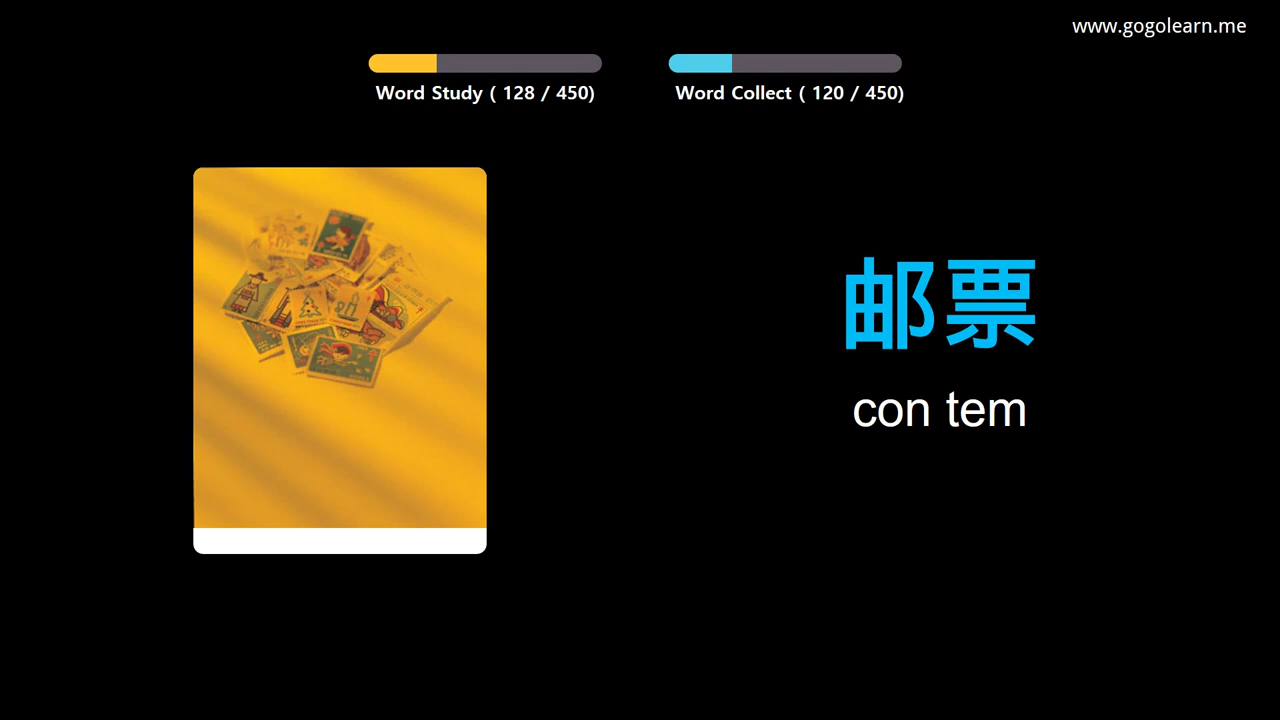 www.gogolearn.me
Word Study ( 128 / 450)
Word Collect ( 120 / 450)
邮票
con tem